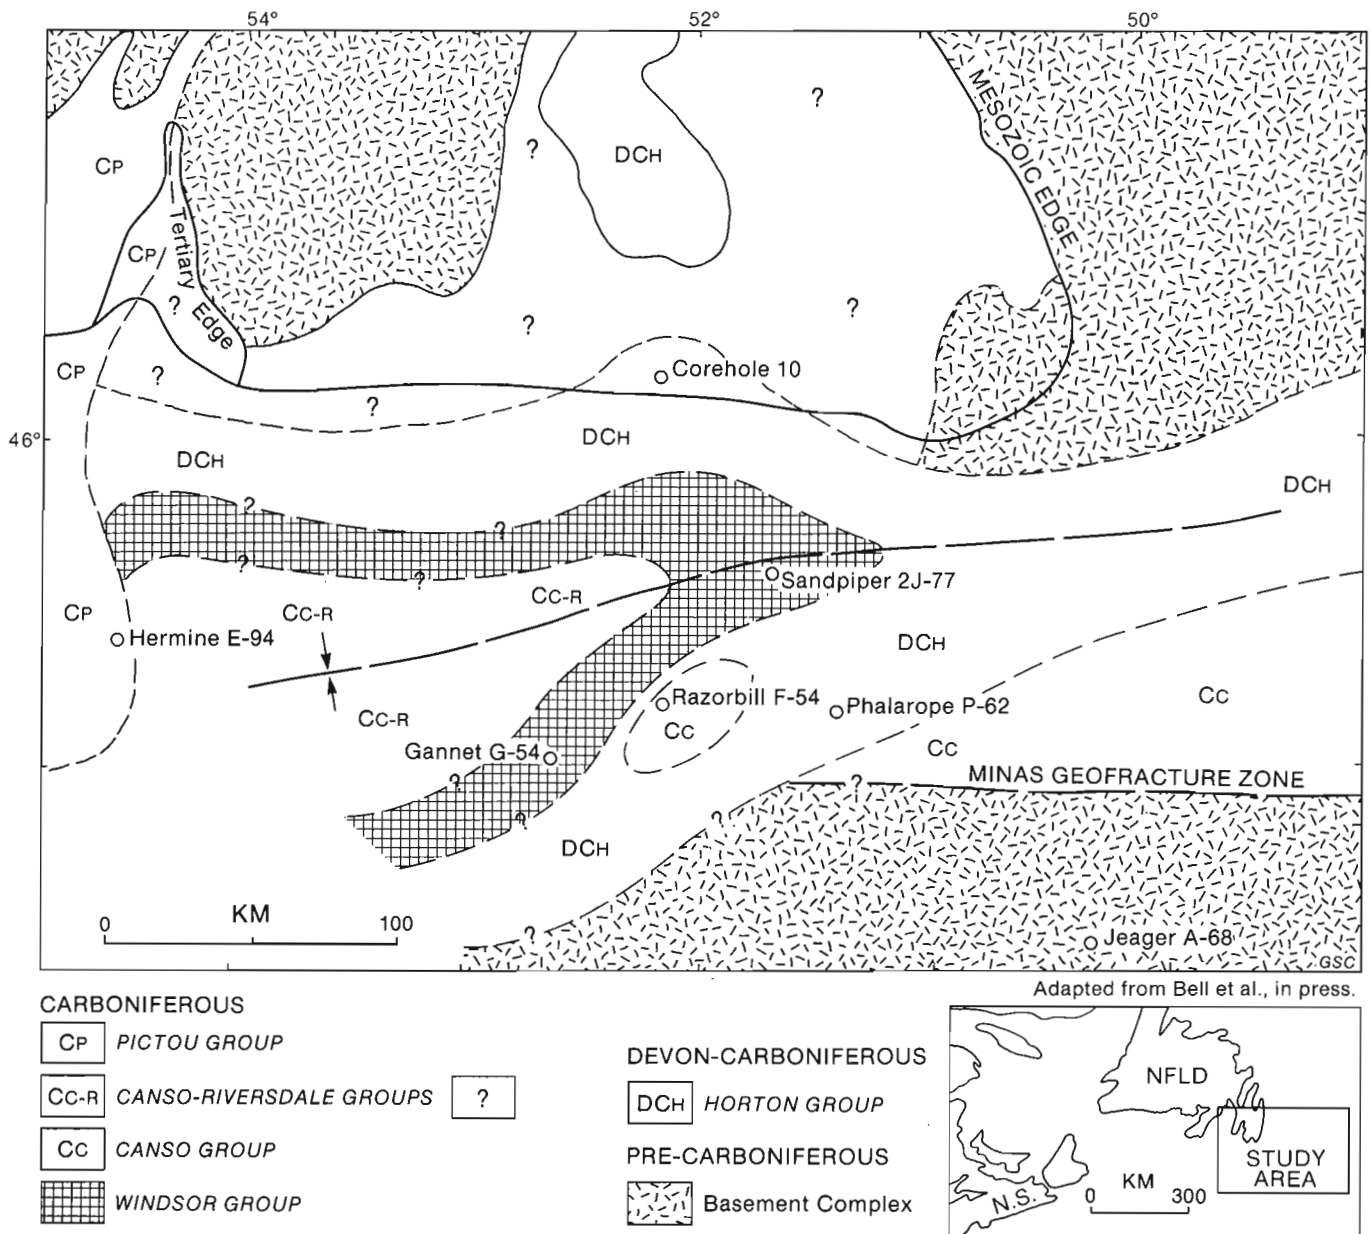 54° 52° 50°
?
MESOZOIC EDGE
?
DCH
CP
Tertiary Edge
CP
?
?
?
CP
?
?
Corehole 10
46°
DCH
DCH
DCH
?
?
?
?
CC-R
Sandpiper 2J-77
CP
CC-R
Hermine E-94
DCH
Razorbill F-54
CC
Phalarope P-62
CC
CC-R
CC
Gannet G-54
?
MINAS GEOFRACTURE ZONE
?
?
?
DCH
KM
0 100
?
Jeager A-68
GSC
Adapted from Bell et al., in press.
CARBONIFEROUS
CP PICTOU GROUP
CC-R CANSO-RIVERSDALE GROUPS ?
CC CANSO GROUP
WINDSOR GROUP
DEVON-CARBONIFEROUS
DCH HORTON GROUP
PRE-CARBONIFEROUS
Basement Complex
NFLD
STUDY
AREA
N.S.
KM
0 300